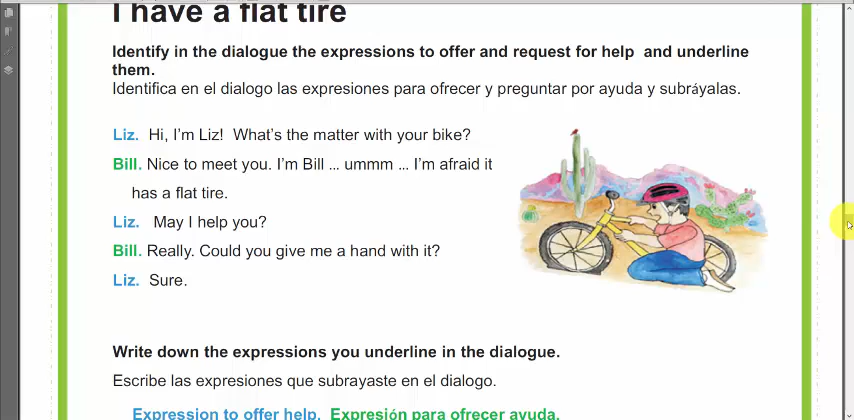 I have a flat tire
Identify in the dialogue the expressions to offer and request for help  and underline
them.
Identifica en el dialogo las expresiones para ofrecer y preguntar por ayuda y subráyalas.
Liz.  Hi, I'm Liz!  What's the matter with your bike?
Bill. Nice to meet you. I'm Bill ... ummm ... I'm afraid it
has a flat tire.
Liz.   May I help you?
Bill. Really. Could you give me a hand with it?
Liz.  Sure.
Write down the expressions you underline in the dialogue.
Escribe las expresiones que subrayaste en el dialogo.
Expression to offer help.  Expresión para ofrecer ayuda.